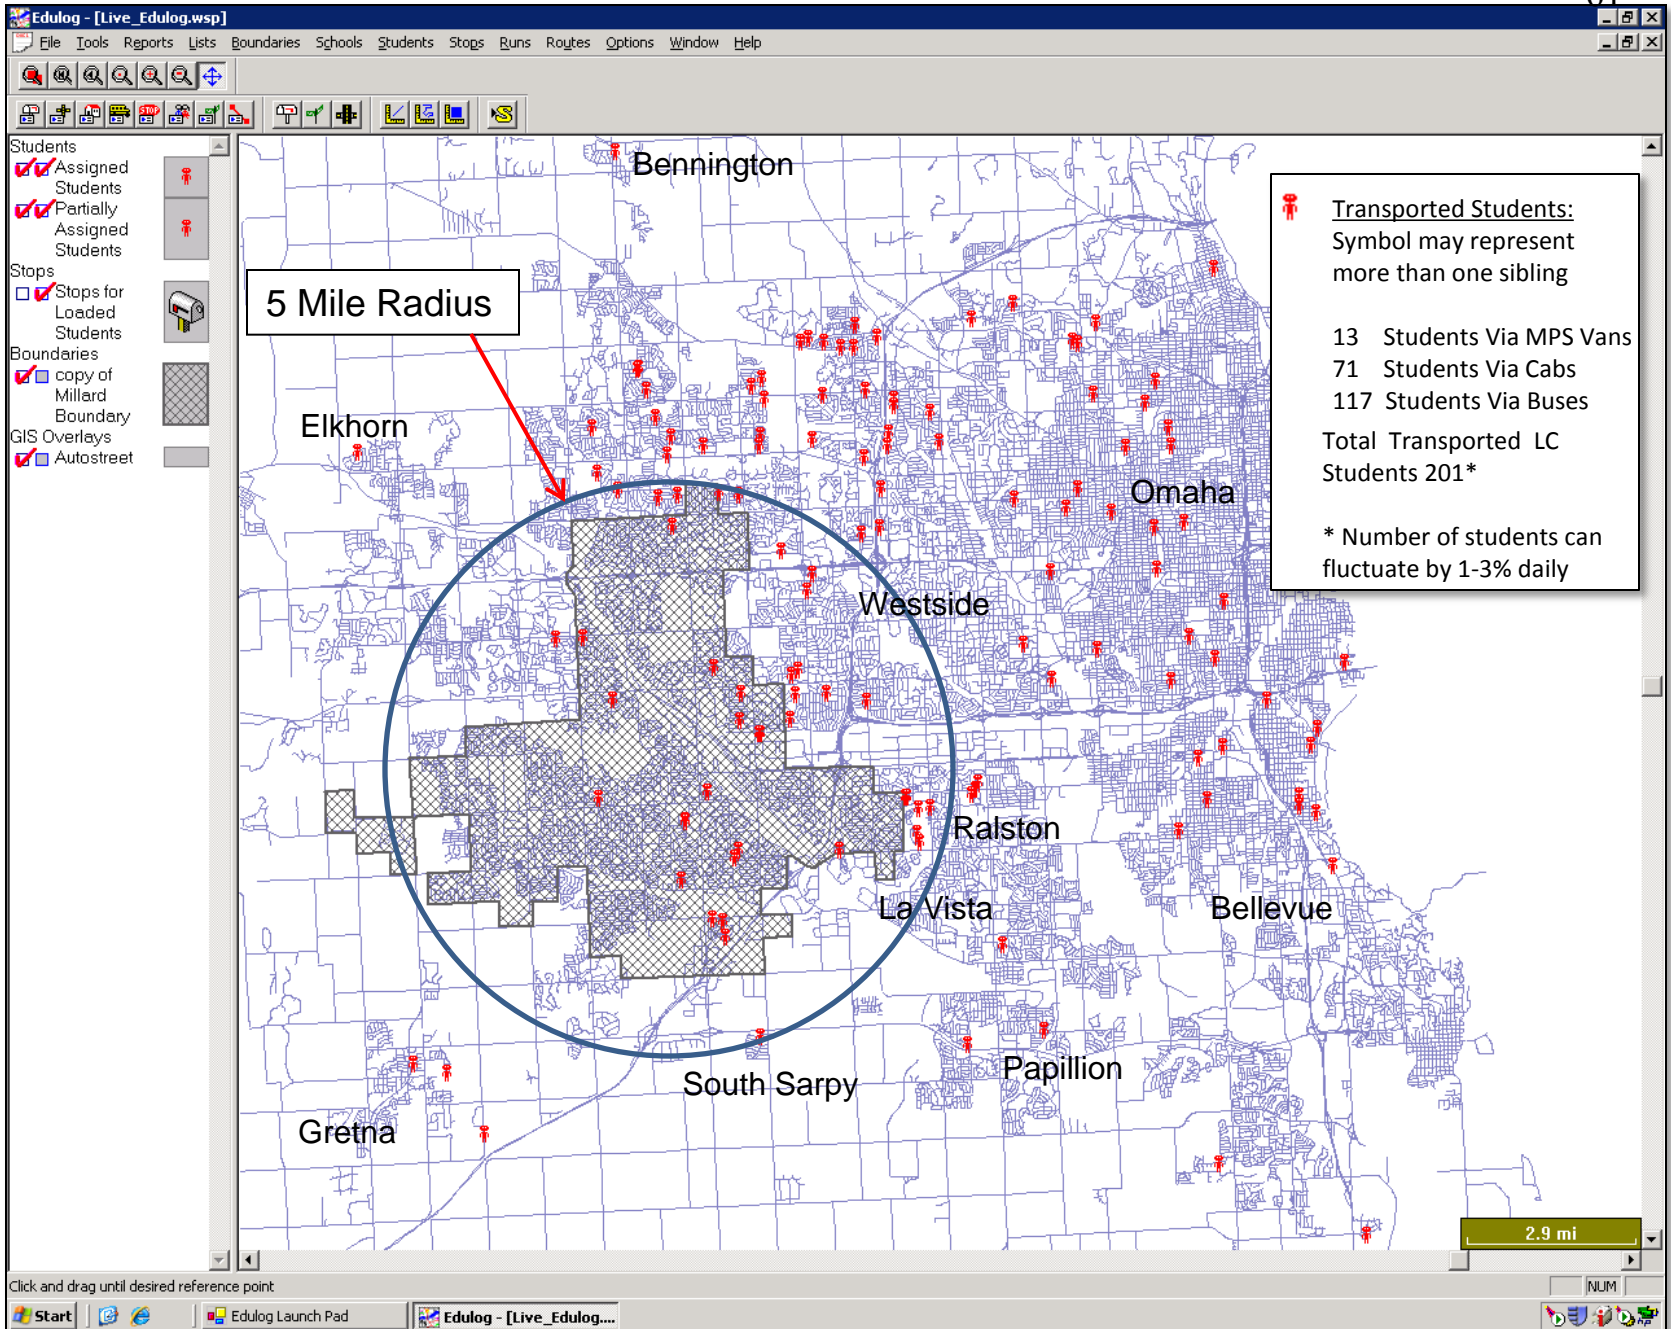 Edulog - [Live_Edulog.wsp]
File Tools Reports Lists Boundaries Schools Students Stops Runs Routes Options Window Help
STOP
S
Students
Assigned
Students
Partially
Assigned
Students
Stops
Stops for
Loaded
Students
Boundaries
copy of
Millard
Boundary
GIS Overlays
Autostreet
Bennington
5 Mile Radius
Elkhorn
Omaha
Westside
Ralston
La Vista
Bellevue
Papillion
South Sarpy
Gretna
Transported Students:
Symbol may represent
more than one sibling
13 Students Via MPS Vans
71 Students Via Cabs
117 Students Via Buses
Total Transported LC
Students 201*
* Number of students can
fluctuate by 1-3% daily
2.9 mi
Click and drag until desired reference point
NUM
Start
Edulog Launch Pad
Edulog - [Live_Edulog....